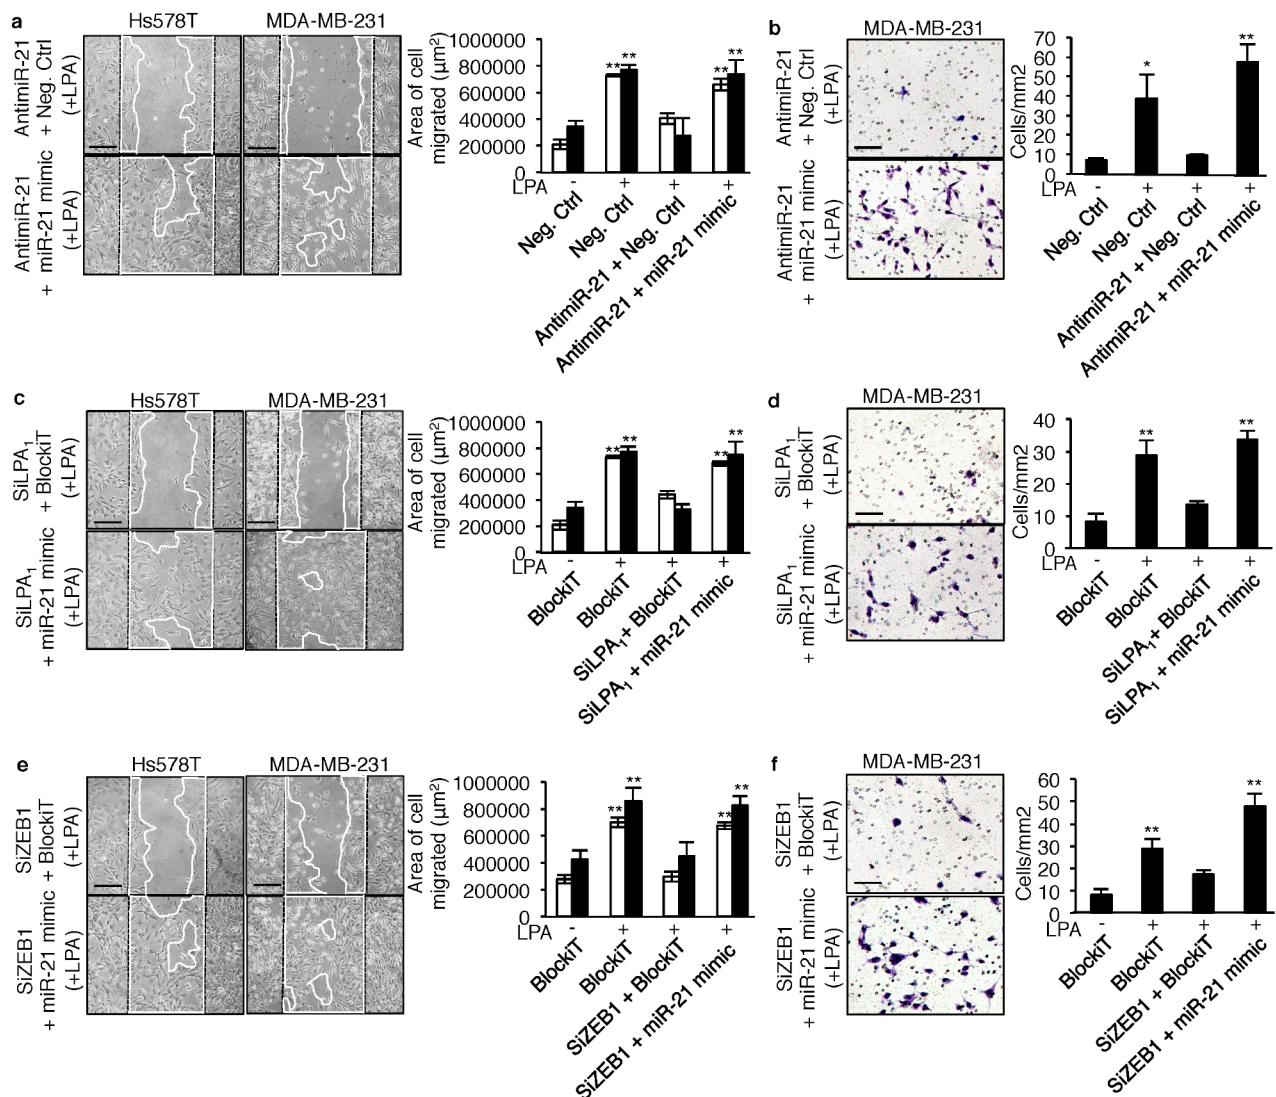 a
Hs578T
MDA-MB-231
AntimiR-21
+ Neg. Ctrl
(+LPA)
AntimiR-21
+ miR-21 mimic
(+LPA)
Area of cell
migrated (µm²)
1000000
800000
600000
400000
200000
0
** **
** **
LPA - + + +
Neg. Ctrl
Neg. Ctrl
AntimiR-21 + Neg. Ctrl
AntimiR-21 + miR-21 mimic
b
MDA-MB-231
AntimiR-21
+ Neg. Ctrl
(+LPA)
AntimiR-21
+ miR-21 mimic
(+LPA)
Cells/mm2
70
60
50
40
30
20
10
0
*
**
LPA - + + +
Neg. Ctrl
Neg. Ctrl
AntimiR-21 + Neg. Ctrl
AntimiR-21 + miR-21 mimic
c
Hs578T
MDA-MB-231
SiLPA₁
+ BlockiT
(+LPA)
SiLPA₁
+ miR-21 mimic
(+LPA)
Area of cell
migrated (µm²)
1000000
800000
600000
400000
200000
0
** **
** **
LPA - + + +
BlockiT
BlockiT
SiLPA₁+ BlockiT
SiLPA₁ + miR-21 mimic
d
MDA-MB-231
SiLPA₁
+ BlockiT
(+LPA)
SiLPA₁
+ miR-21 mimic
(+LPA)
Cells/mm2
40
30
20
10
0
**
**
LPA - + + +
BlockiT
BlockiT
SiLPA₁+ BlockiT
SiLPA₁ + miR-21 mimic
e
Hs578T
MDA-MB-231
SiZEB1
+ BlockiT
(+LPA)
SiZEB1
+ miR-21 mimic
(+LPA)
Area of cell
migrated (µm²)
1000000
800000
600000
400000
200000
0
** **
** **
LPA - + + +
BlockiT
BlockiT
SiZEB1 + BlockiT
SiZEB1 + miR-21 mimic
f
MDA-MB-231
SiZEB1
+ BlockiT
(+LPA)
SiZEB1
+ miR-21 mimic
(+LPA)
Cells/mm2
60
50
40
30
20
10
0
**
**
LPA - + + +
BlockiT
BlockiT
SiZEB1 + BlockiT
SiZEB1 + miR-21 mimic